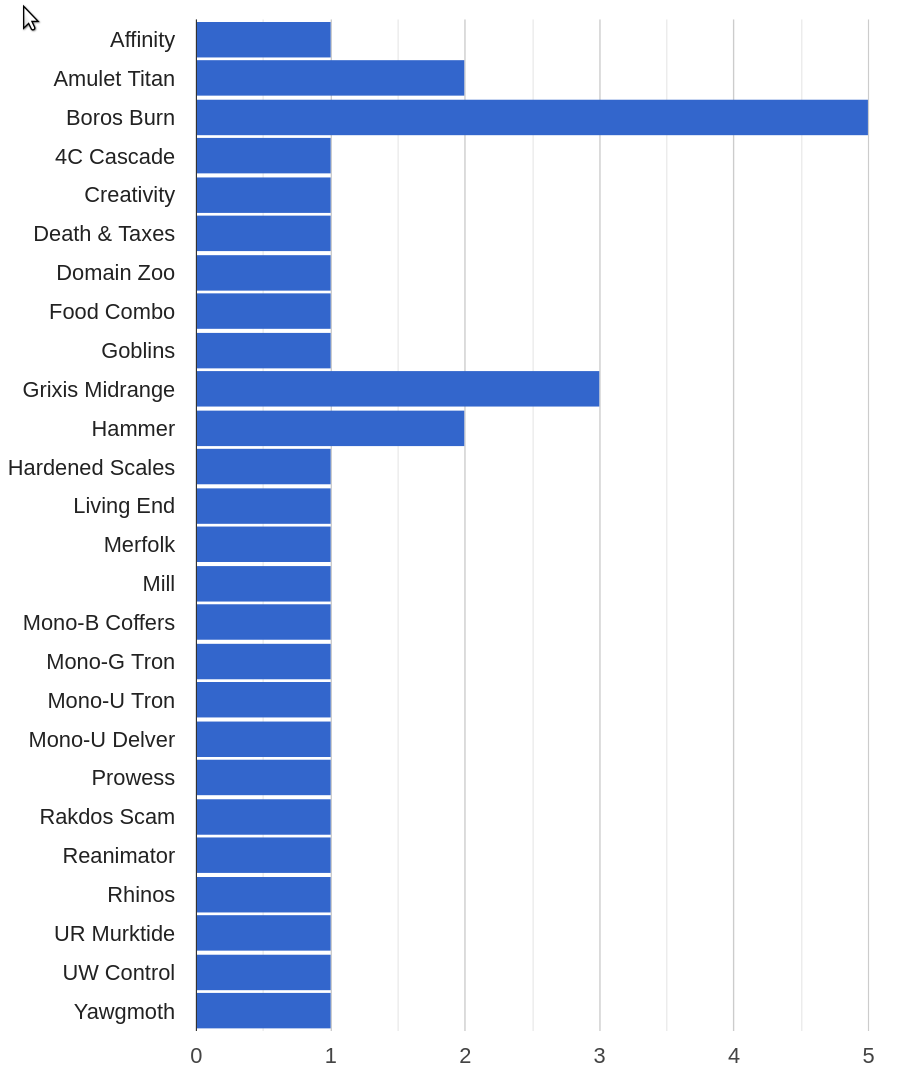 Affinity
Amulet Titan
Boros Burn
4C Cascade
Creativity
Death & Taxes
Domain Zoo
Food Combo
Goblins
Grixis Midrange
Hammer
Hardened Scales
Living End
Merfolk
Mill
Mono-B Coffers
Mono-G Tron
Mono-U Tron
Mono-U Delver
Prowess
Rakdos Scam
Reanimator
Rhinos
UR Murktide
UW Control
Yawgmoth
0 1 2 3 4 5